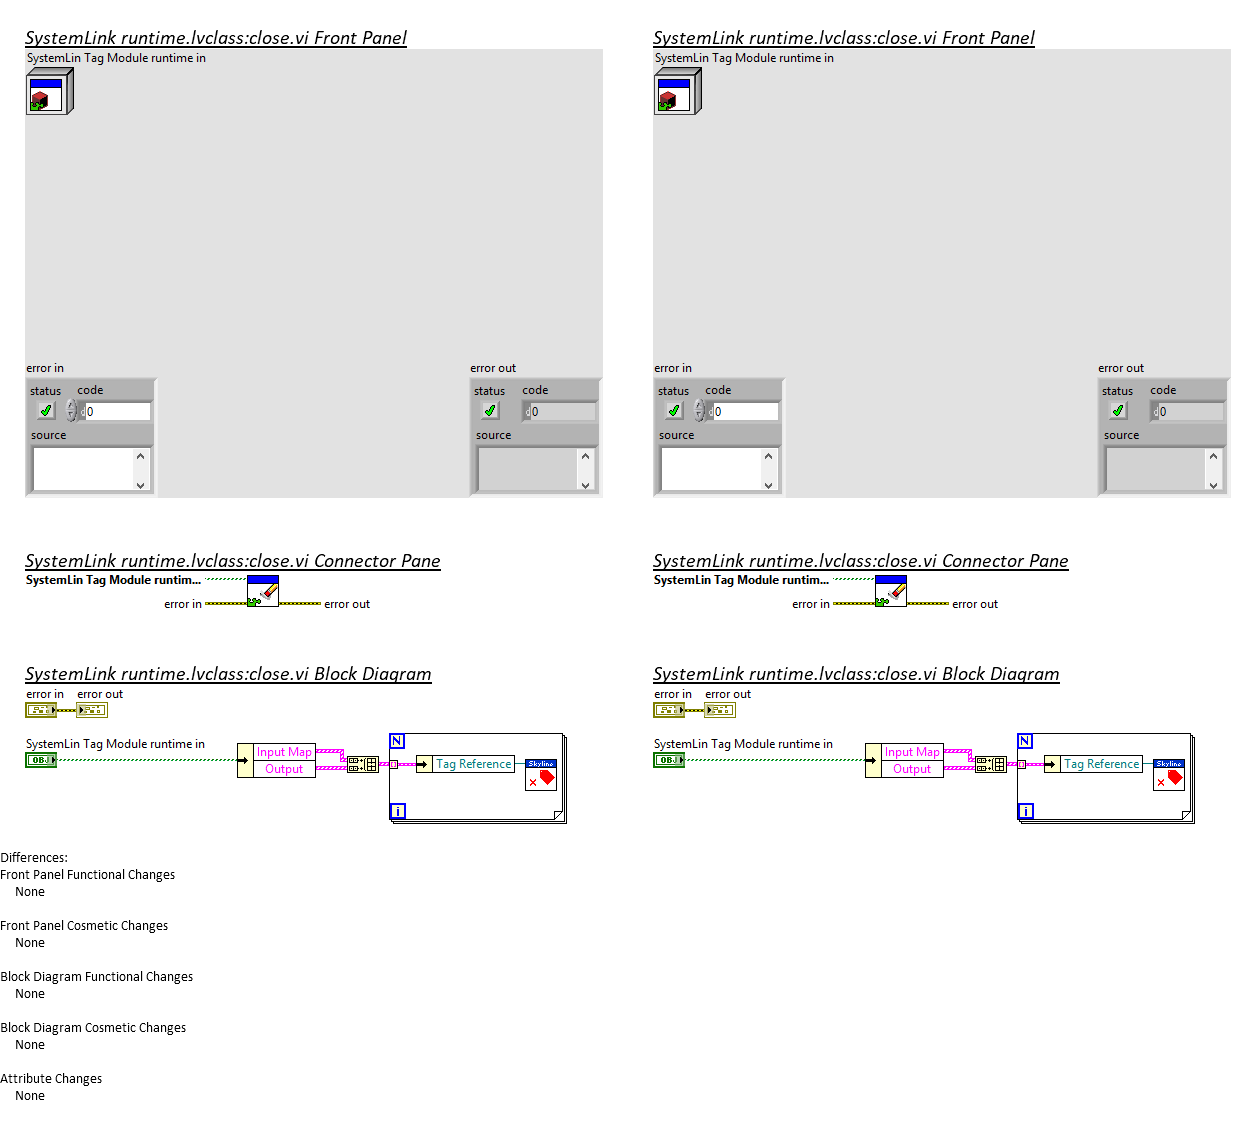 SystemLink runtime.lvclass:close.vi Front Panel
SystemLin Tag Module runtime in
error in
error out
status code
0
source
status code
d 0
source
SystemLink runtime.lvclass:close.vi Front Panel
SystemLin Tag Module runtime in
error in
error out
status code
0
source
status code
d 0
source
SystemLink runtime.lvclass:close.vi Connector Pane
SystemLin Tag Module runtim...
error in
error out
SystemLink runtime.lvclass:close.vi Connector Pane
SystemLin Tag Module runtim...
error in
error out
SystemLink runtime.lvclass:close.vi Block Diagram
error in error out
SystemLin Tag Module runtime in
OBJ
Input Map
Output
N
Tag Reference
Skyline
i
SystemLink runtime.lvclass:close.vi Block Diagram
error in error out
SystemLin Tag Module runtime in
OBJ
Input Map
Output
N
Tag Reference
Skyline
i
Differences:
Front Panel Functional Changes
None
Front Panel Cosmetic Changes
None
Block Diagram Functional Changes
None
Block Diagram Cosmetic Changes
None
Attribute Changes
None